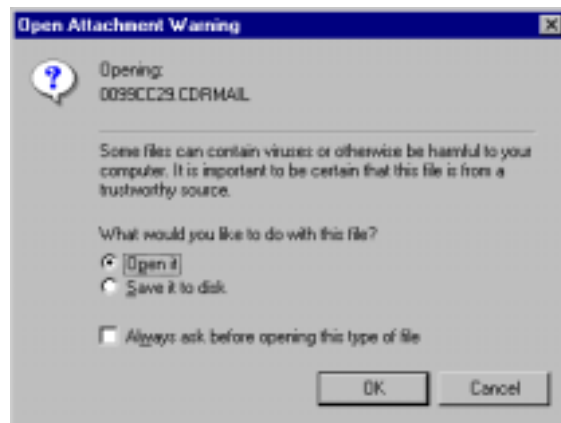 Open Attachment Warning
Opening:
0099CC29.CDRMAIL
Some files can contain viruses or otherwise be harmful to your
computer. It is important to be certain that this file is from a
trustworthy source.
What would you like to do with this file?
Open it
Save it to disk
Always ask before opening this type of file
OK Cancel